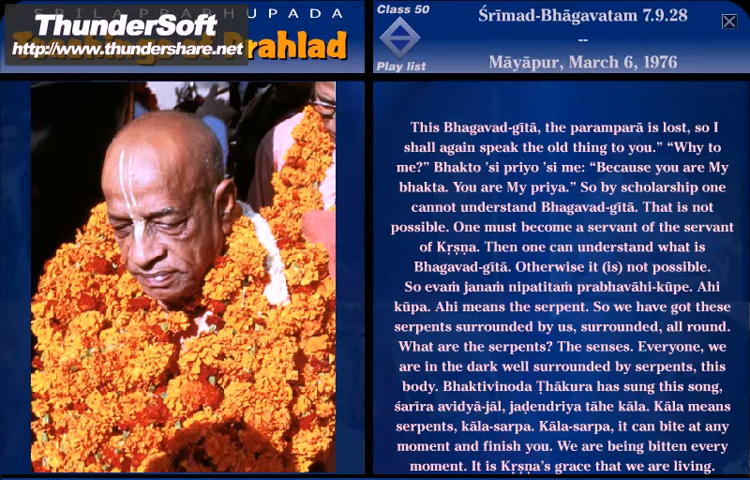 SRILA PRABHUPADA
ThunderSoft
http://www.thundershare.net
Prahlad
Class 50
Play list
Śrīmad-Bhāgavatam 7.9.28
--
Māyāpur, March 6, 1976
This Bhagavad-gītā, the paramparā is lost, so I
shall again speak the old thing to you.” “Why to
me?” Bhakto ’si priyo ’si me: “Because you are My
bhakta. You are My priya.” So by scholarship one
cannot understand Bhagavad-gītā. That is not
possible. One must become a servant of the servant
of Kṛṣṇa. Then one can understand what is
Bhagavad-gītā. Otherwise it (is) not possible.
So evaṁ janaṁ nipatitaṁ prabhavāhi-kūpe. Ahi
kūpa. Ahi means the serpent. So we have got these
serpents surrounded by us, surrounded, all round.
What are the serpents? The senses. Everyone, we
are in the dark well surrounded by serpents, this
body. Bhaktivinoda Ṭhākura has sung this song,
śarīra avidyā-jāl, jaḍendriya tāhe kāla. Kāla means
serpents, kāla-sarpa. Kāla-sarpa, it can bite at any
moment and finish you. We are being bitten every
moment. It is Kṛṣṇa’s grace that we are living.